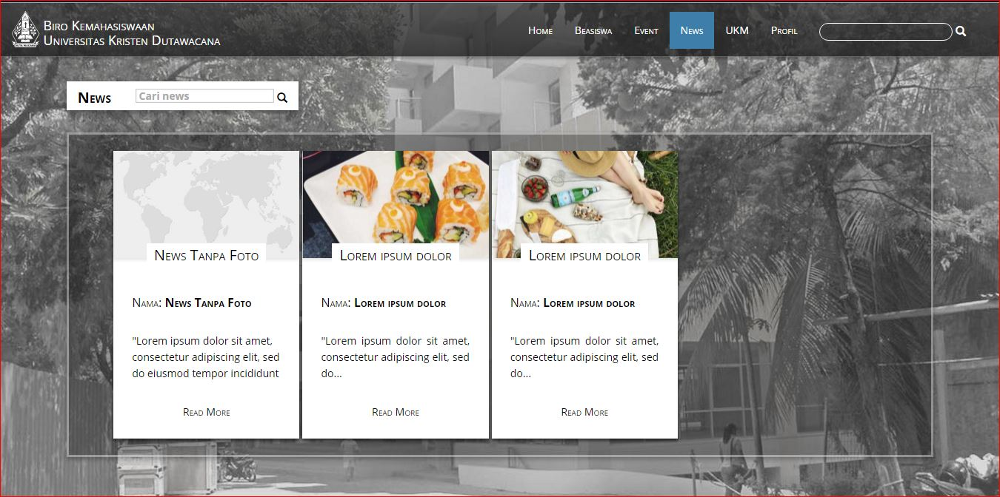 Biro Kemahasiswaan
Universitas Kristen Dutawacana
Home Beasiswa Event News UKM Profil
News Cari news
News Tanpa Foto
Nama: News Tanpa Foto
"Lorem ipsum dolor sit amet,
consectetur adipiscing elit, sed
do eiusmod tempor incididunt
Read More
Lorem ipsum dolor
Nama: Lorem ipsum dolor
"Lorem ipsum dolor sit amet,
consectetur adipiscing elit, sed
do...
Read More
Lorem ipsum dolor
Nama: Lorem ipsum dolor
"Lorem ipsum dolor sit amet,
consectetur adipiscing elit, sed
do...
Read More